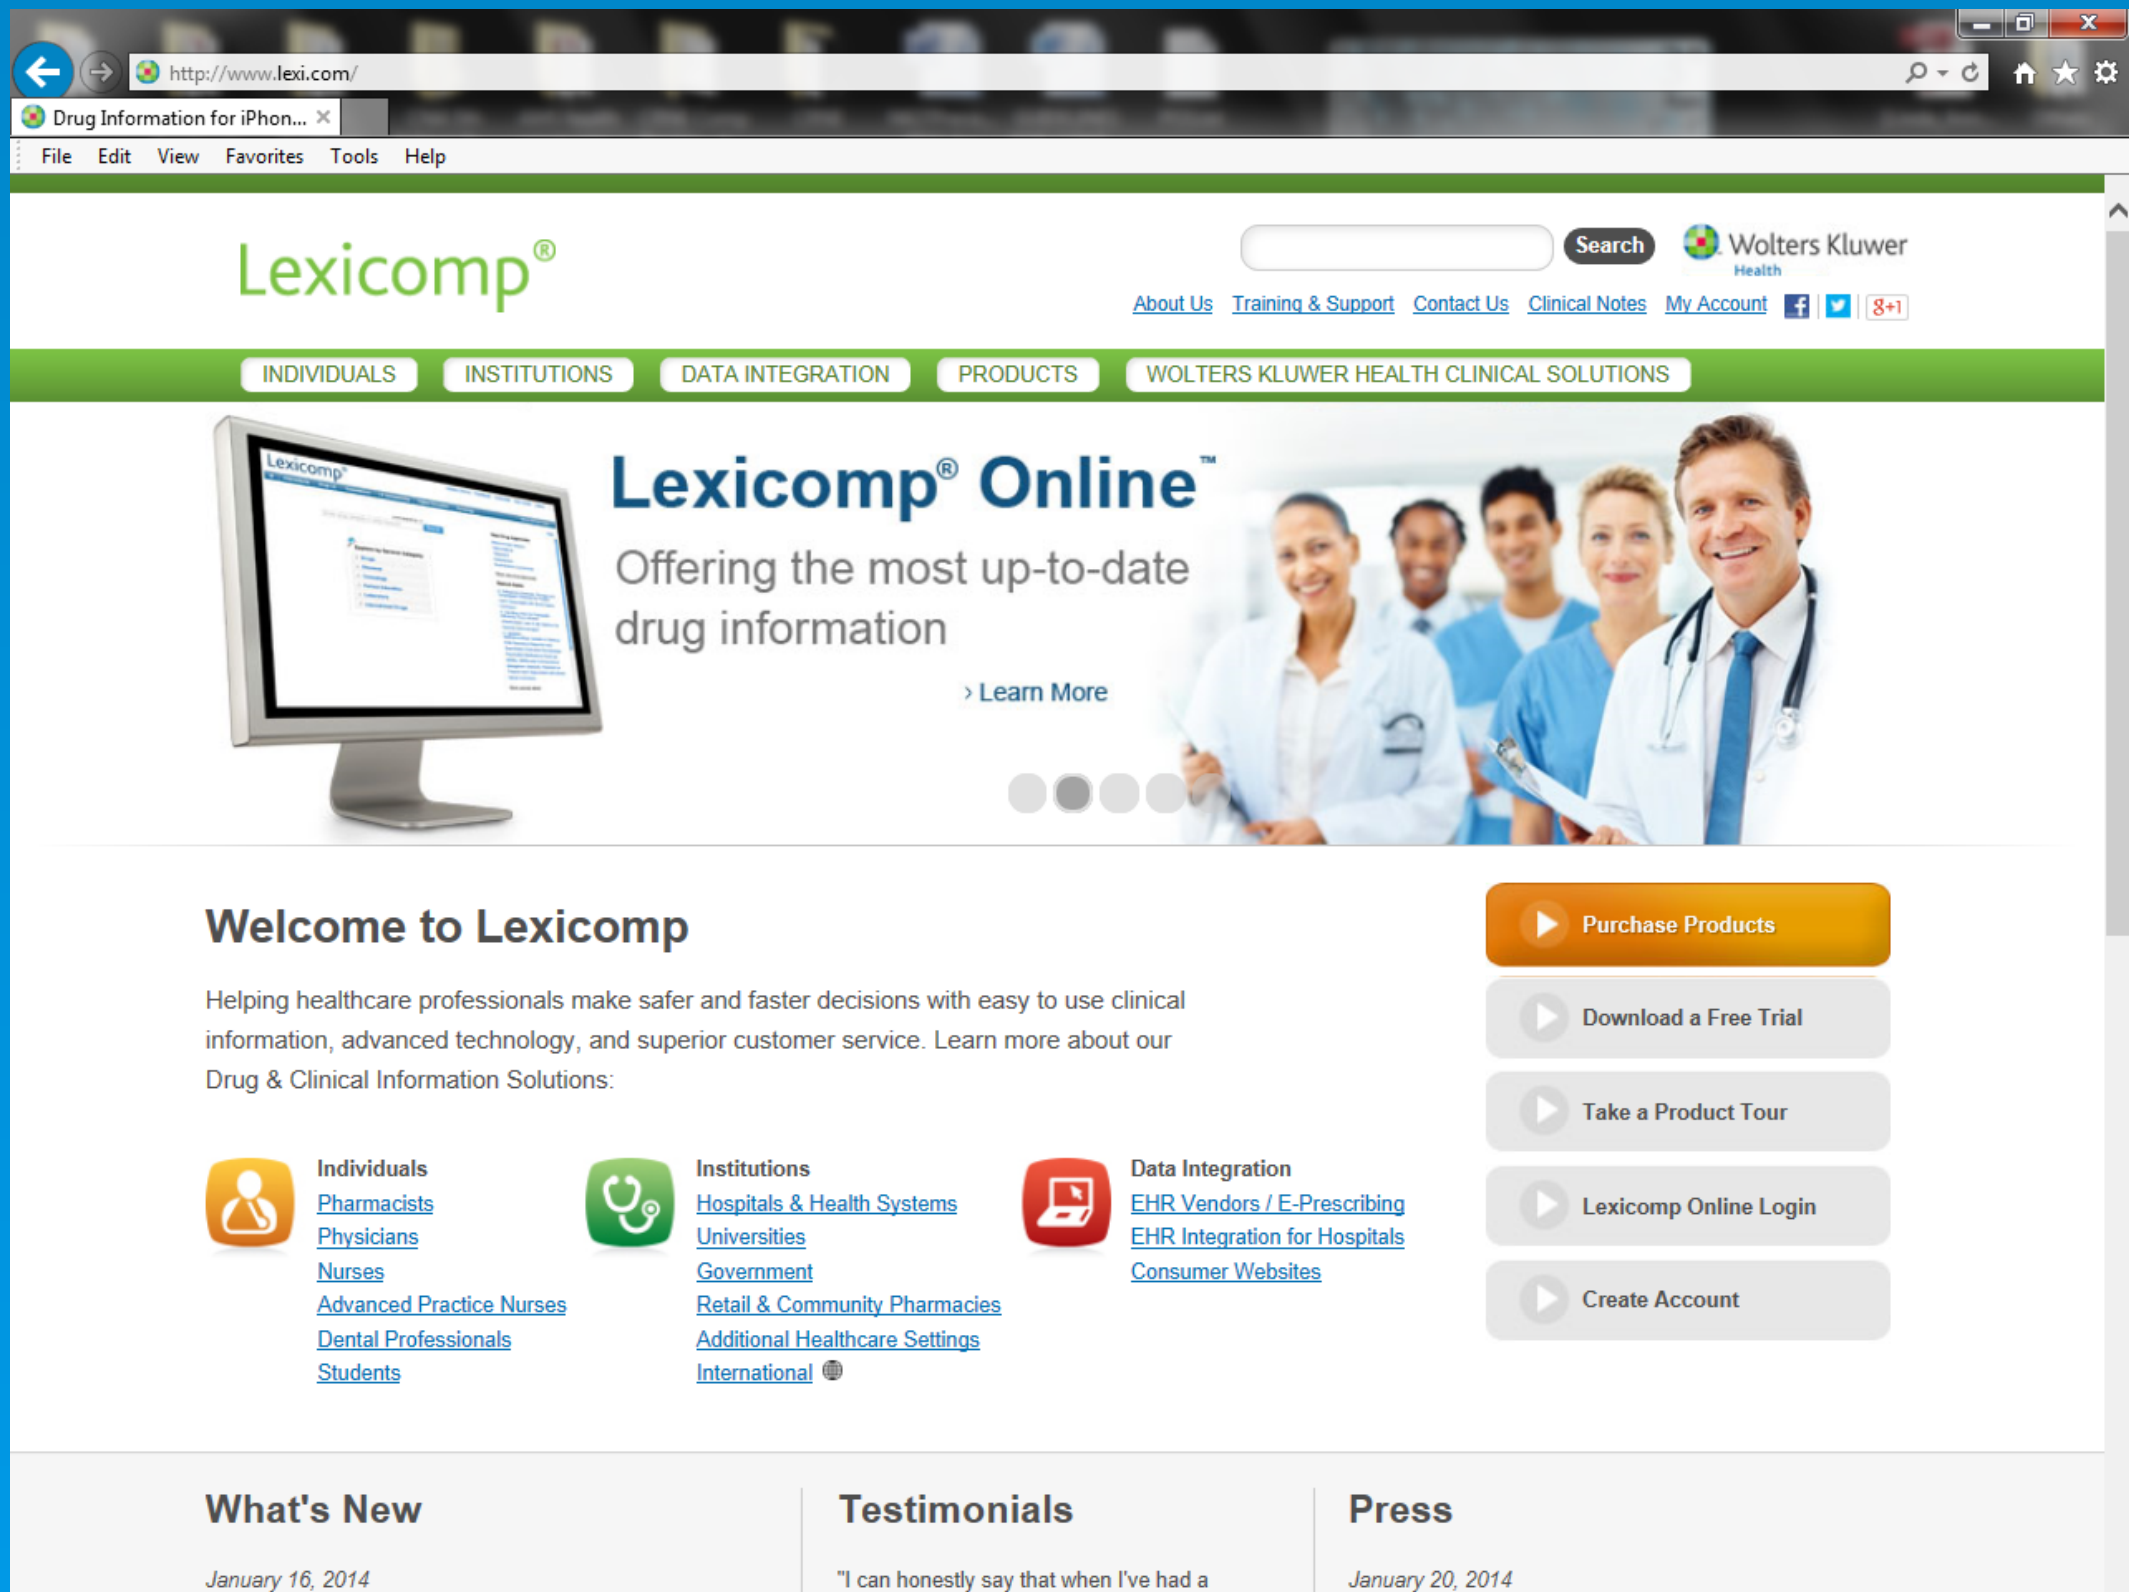 http://www.lexi.com/
Drug Information for iPhon...
File Edit View Favorites Tools Help
Lexicomp®
Search
Wolters Kluwer
Health
About Us Training & Support Contact Us Clinical Notes My Account
INDIVIDUALS INSTITUTIONS DATA INTEGRATION PRODUCTS WOLTERS KLUWER HEALTH CLINICAL SOLUTIONS
Lexicomp®
Lexicomp® Online™
Offering the most up-to-date
drug information
› Learn More
Welcome to Lexicomp
Helping healthcare professionals make safer and faster decisions with easy to use clinical
information, advanced technology, and superior customer service. Learn more about our
Drug & Clinical Information Solutions:
Individuals
Pharmacists
Physicians
Nurses
Advanced Practice Nurses
Dental Professionals
Students
Institutions
Hospitals & Health Systems
Universities
Government
Retail & Community Pharmacies
Additional Healthcare Settings
International
Data Integration
EHR Vendors / E-Prescribing
EHR Integration for Hospitals
Consumer Websites
Purchase Products
Download a Free Trial
Take a Product Tour
Lexicomp Online Login
Create Account
What's New
January 16, 2014
Testimonials
"I can honestly say that when I've had a
Press
January 20, 2014